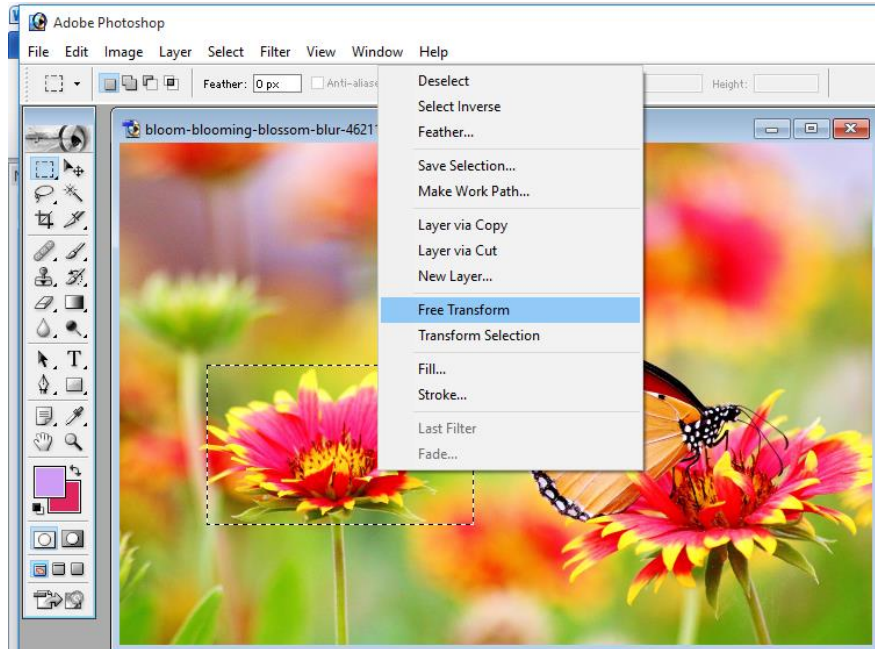 Adobe Photoshop
File Edit Image Layer Select Filter View Window Help
Feather: 0 px Anti-aliase Height:
bloom-blooming-blossom-blur-4621
Deselect
Select Inverse
Feather...
Save Selection...
Make Work Path...
Layer via Copy
Layer via Cut
New Layer...
Free Transform
Transform Selection
Fill...
Stroke...
Last Filter
Fade...
T